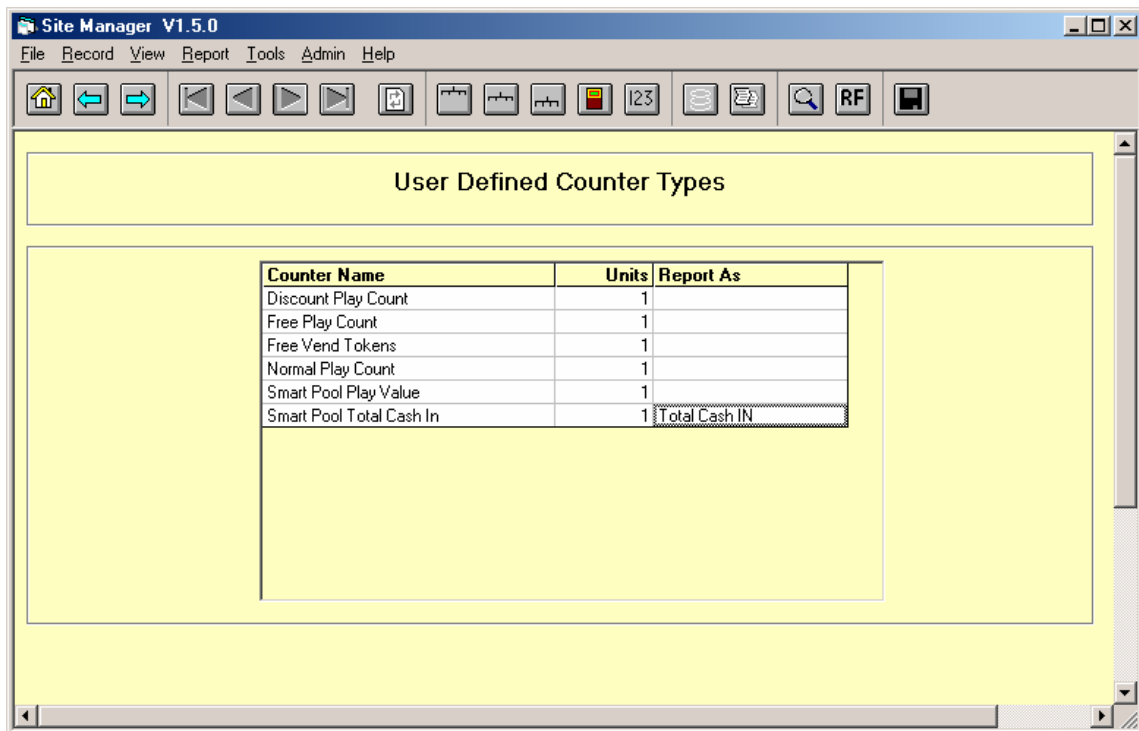 Site Manager V1.5.0
File Record View Report Tools Admin Help
123 RF
User Defined Counter Types
Counter Name Units Report As
Discount Play Count 1
Free Play Count 1
Free Vend Tokens 1
Normal Play Count 1
Smart Pool Play Value 1
Smart Pool Total Cash In 1 Total Cash IN